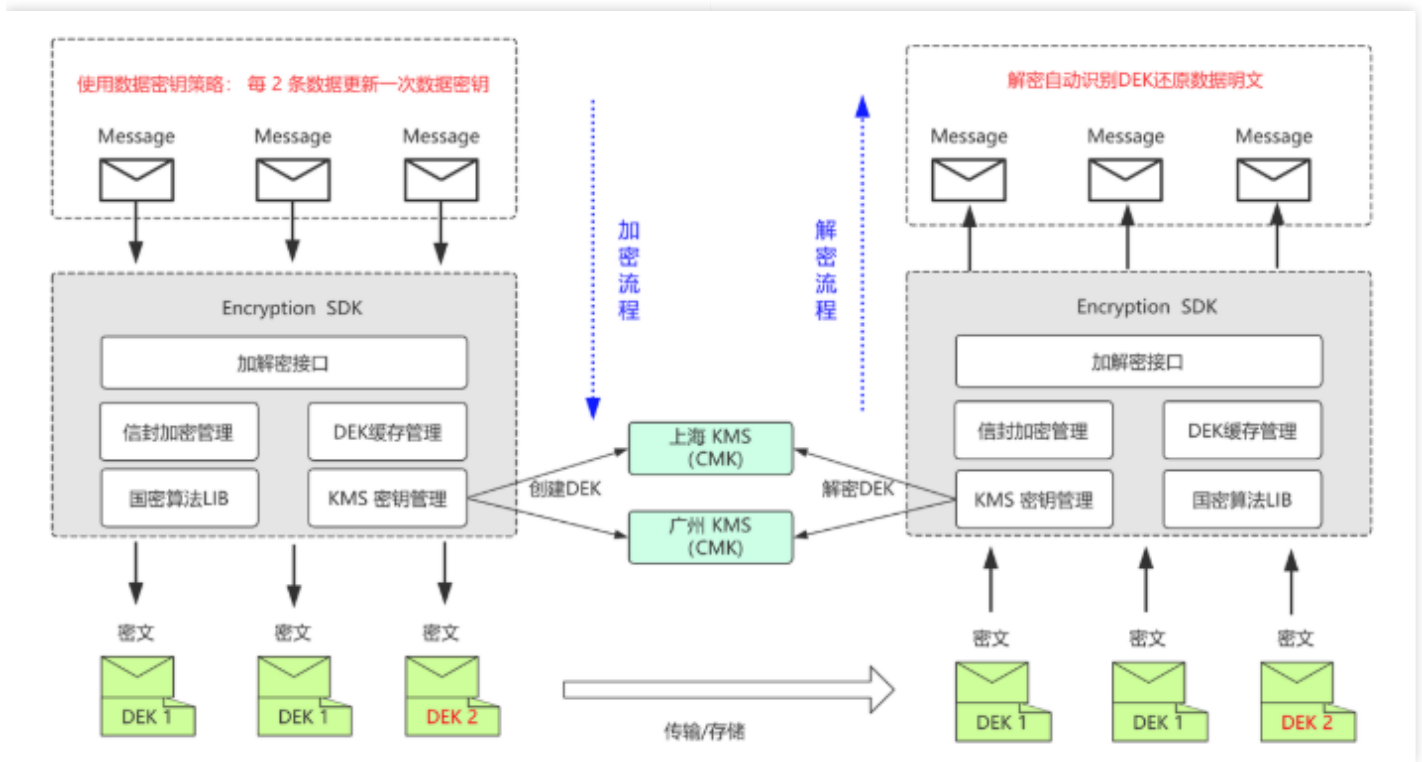 使用数据密钥策略： 每 2 条数据更新一次数据密钥
Message
Message
Message
Encryption SDK
加解密接口
信封加密管理
DEK缓存管理
国密算法LIB
KMS 密钥管理
密文
密文
密文
DEK 1
DEK 1
DEK 2
加密流程
解密流程
上海 KMS
(CMK)
创建DEK
解密DEK
广州 KMS
(CMK)
传输/存储
解密自动识别DEK还原数据明文
Message
Message
Message
Encryption SDK
加解密接口
信封加密管理
DEK缓存管理
KMS 密钥管理
国密算法LIB
密文
密文
密文
DEK 1
DEK 1
DEK 2